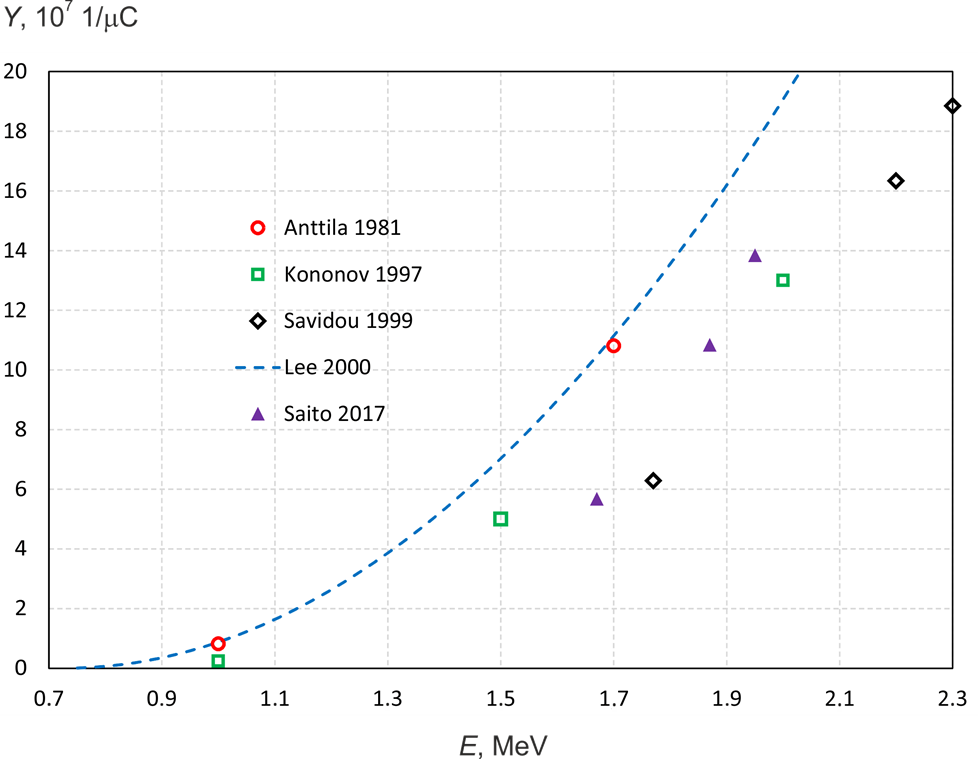 Y, 10⁷ 1/μC
20
18
16
14
12
10
8
6
4
2
0
Anttila 1981
Kononov 1997
Savidou 1999
Lee 2000
Saito 2017
0.7 0.9 1.1 1.3 1.5 1.7 1.9 2.1 2.3
E, MeV